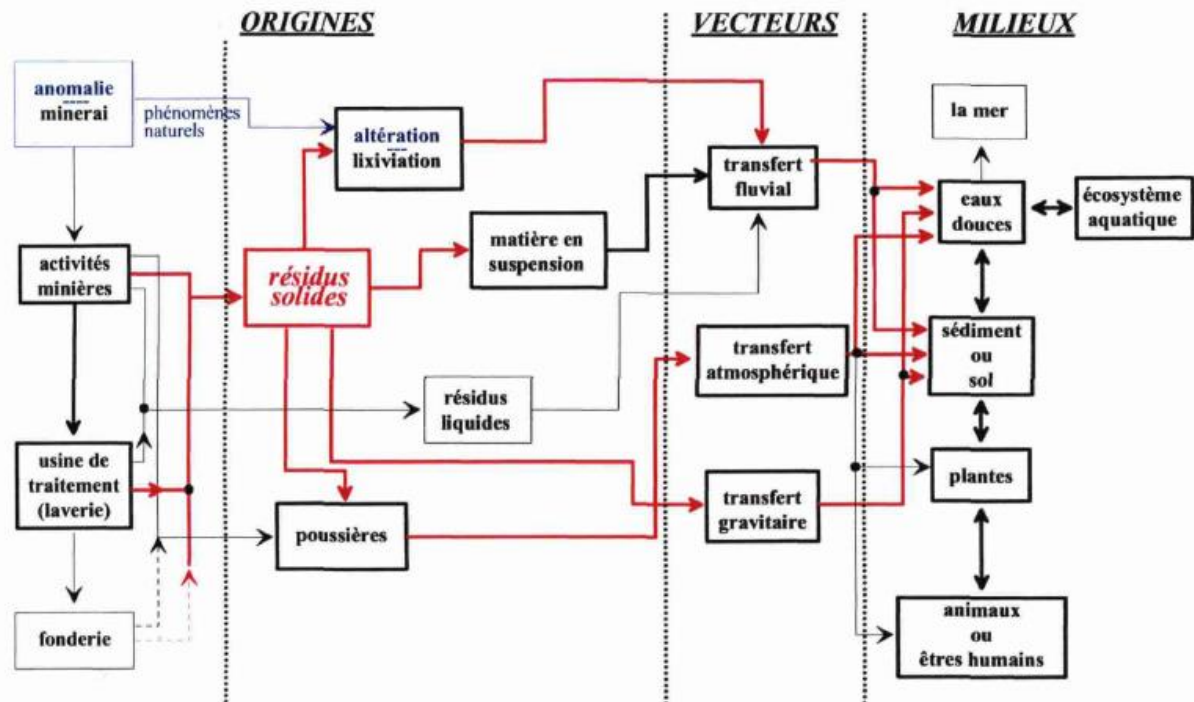 ORIGINES
VECTEURS
MILIEUX
anomalie
minerai
phénomènes
naturels
altération
lixiviation
la mer
transfert
fluvial
eaux
douces
écosystème
aquatique
activités
minières
résidus
solides
matière en
suspension
sédiment
ou
sol
transfert
atmosphérique
résidus
liquides
usine de
traitement
(laverie)
plantes
transfert
gravitaire
poussières
fonderie
animaux
ou
êtres humains